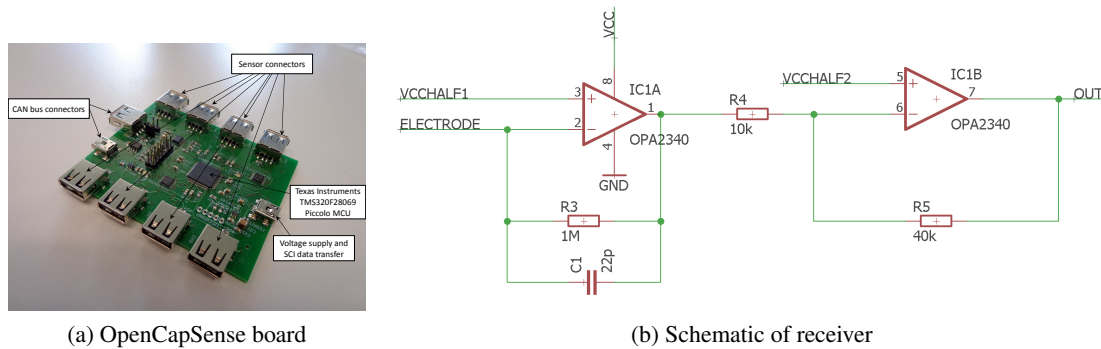 Sensor connectors
CAN bus connectors
Texas Instruments
TMS320F28069
Piccolo MCU
Voltage supply and
SCI data transfer
(a) OpenCapSense board
VCC
VCCHALF1
3
+
8
IC1A
1
ELECTRODE
2
−
4
OPA2340
GND
R3
1M
C1
22p
R4
10k
VCCHALF2
5
+
IC1B
7
OUT
6
−
OPA2340
R5
40k
(b) Schematic of receiver